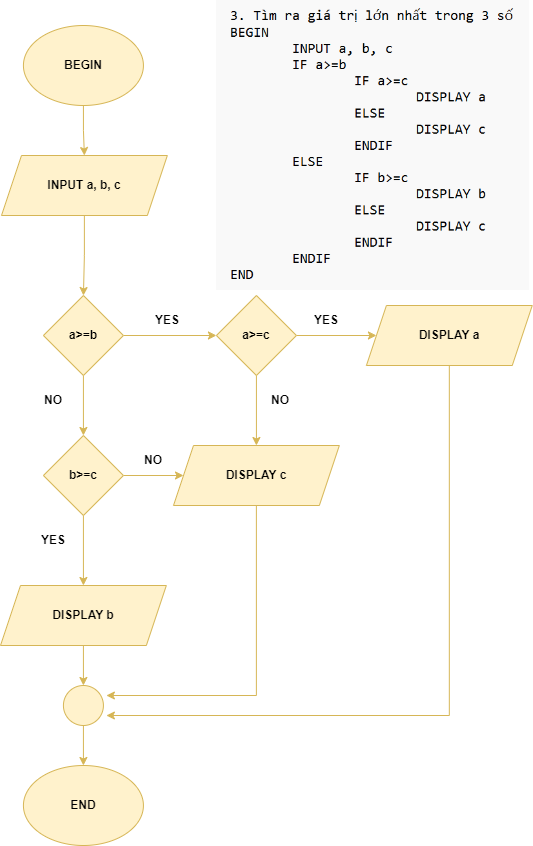 3. Tìm ra giá trị lớn nhất trong 3 số
BEGIN
INPUT a, b, c
IF a>=b
IF a>=c
DISPLAY a
ELSE
DISPLAY c
ENDIF
ELSE
IF b>=c
DISPLAY b
ELSE
DISPLAY c
ENDIF
ENDIF
END
BEGIN
INPUT a, b, c
a>=b
YES
a>=c
YES
DISPLAY a
NO
NO
b>=c
NO
DISPLAY c
YES
DISPLAY b
END